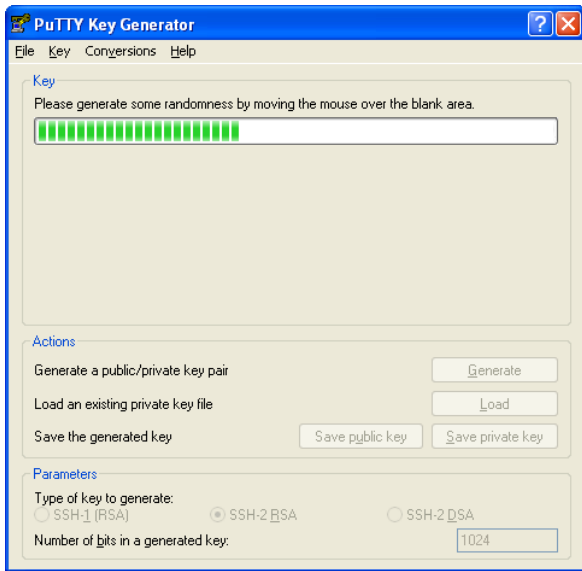 PuTTY Key Generator
File Key Conversions Help
Key
Please generate some randomness by moving the mouse over the blank area.
Actions
Generate a public/private key pair
Generate
Load an existing private key file
Load
Save the generated key
Save public key
Save private key
Parameters
Type of key to generate:
SSH-1 (RSA)
SSH-2 RSA
SSH-2 DSA
Number of bits in a generated key:
1024